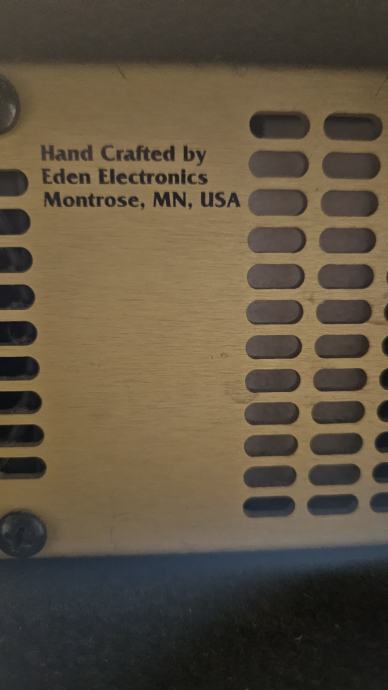 Hand Crafted by
Eden Electronics
Montrose, MN, USA